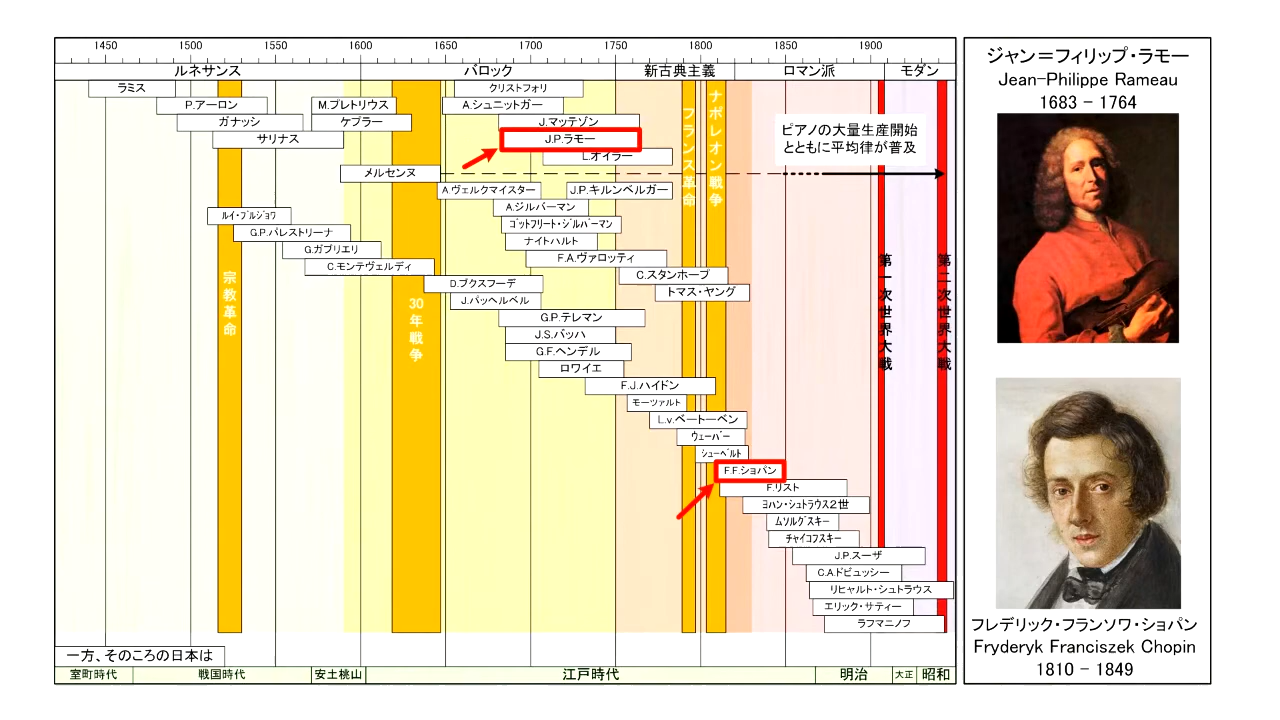 1450 1500 1550 1600 1650 1700 1750 1800 1850 1900
ルネサンス バロック 新古典主義 ロマン派 モダン
ラミス
クリストフォリ
P.アーロン
M.プレトリウス
A.シュニットガー
ガナッシ
ケプラー
J.マッテゾン
サリナス
J.P.ラモー
L.オイラー
メルセンヌ
A.ヴェルクマイスター
J.P.キルンベルガー
A.ジルバーマン
ルイ・ブルジョワ
ゴットフリート・ジルバーマン
G.P.パレストリーナ
ナイトハルト
G.ガブリエリ
F.A.ヴァロッティ
C.モンテヴェルディ
C.スタンホープ
D.ブクスフーデ
トマス・ヤング
J.パッヘルベル
G.P.テレマン
J.S.バッハ
G.F.ヘンデル
ロワイエ
F.J.ハイドン
モーツァルト
L.v.ベートーベン
ウェーバー
シューベルト
F.F.ショパン
F.リスト
ヨハン・シュトラウス2世
ムソルグスキー
チャイコフスキー
J.P.スーザ
C.A.ドビュッシー
リヒャルト・シュトラウス
エリック・サティー
ラフマニノフ
宗教革命
30年戦争
フランス革命
ナポレオン戦争
ピアノの大量生産開始
とともに平均律が普及
第一次世界大戦
第二次世界大戦
一方、そのころの日本は
室町時代 戦国時代 安土桃山 江戸時代 明治 大正 昭和
ジャン＝フィリップ・ラモー
Jean-Philippe Rameau
1683 - 1764
フレデリック・フランソワ・ショパン
Fryderyk Franciszek Chopin
1810 - 1849